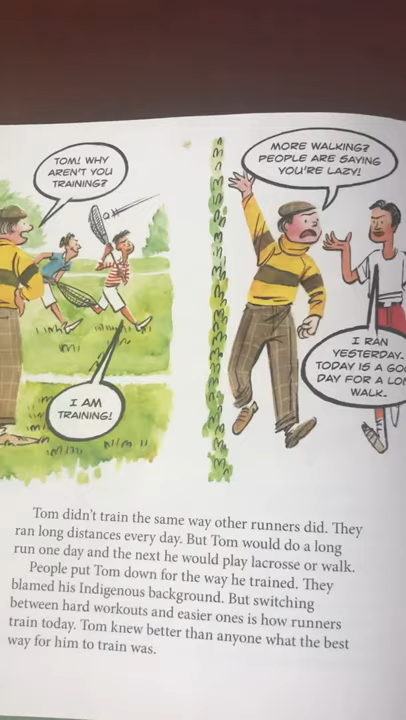 TOM! WHY
AREN'T YOU
TRAINING?
I AM
TRAINING!
MORE WALKING?
PEOPLE ARE SAYING
YOU'RE LAZY!
I RAN
YESTERDAY.
TODAY IS A
DAY FOR A
WALK.
Tom didn't train the same way other runners did. They
ran long distances every day. But Tom would do a long
run one day and the next he would play lacrosse or walk.
People put Tom down for the way he trained. They
blamed his Indigenous background. But switching
between hard workouts and easier ones is how runners
train today. Tom knew better than anyone what the best
way for him to train was.